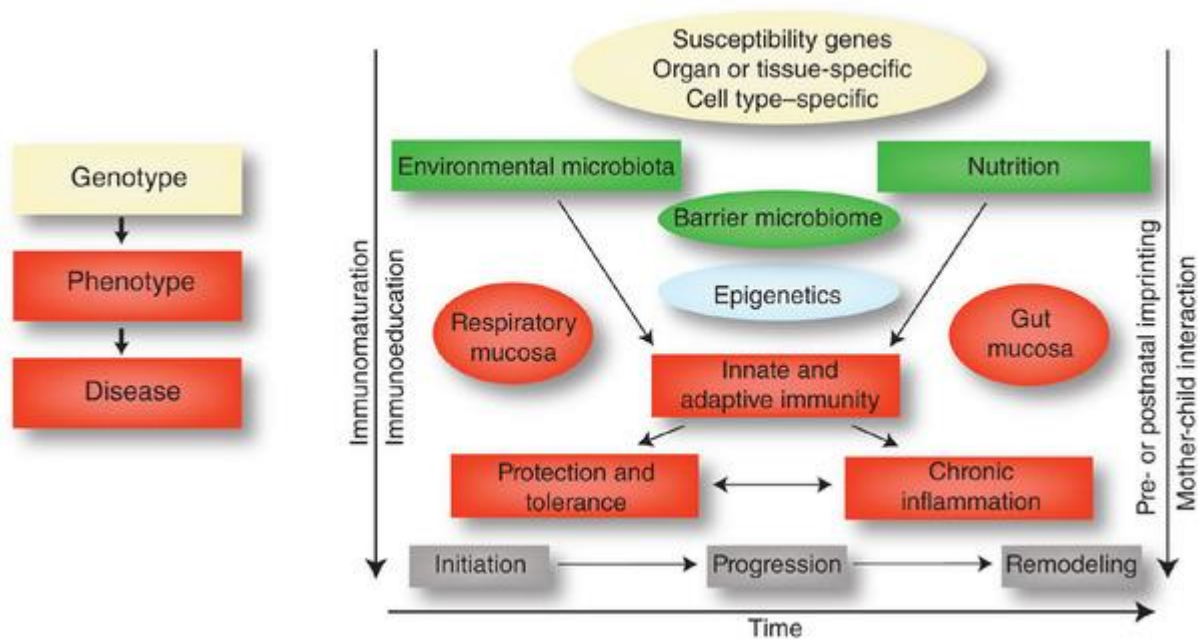 Genotype
Phenotype
Disease
Susceptibility genes
Organ or tissue-specific
Cell type–specific
Environmental microbiota
Nutrition
Barrier microbiome
Epigenetics
Respiratory
mucosa
Gut
mucosa
Innate and
adaptive immunity
Protection and
tolerance
Chronic
inflammation
Initiation
Progression
Remodeling
Time
Immunomaturation
Immunoeducation
Pre- or postnatal imprinting
Mother-child interaction